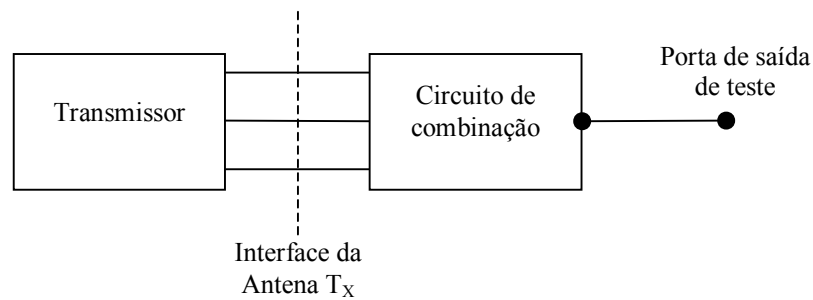 Transmissor
Circuito de
combinação
Porta de saída
de teste
Interface da
Antena TX